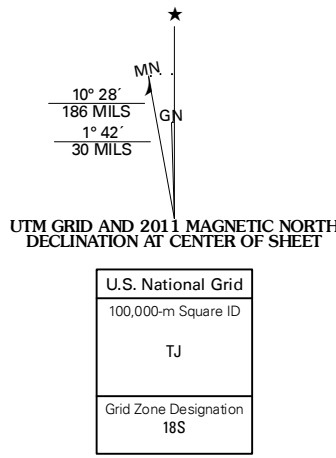 ★
MN
GN
10° 28´
186 MILS
1° 42´
30 MILS
UTM GRID AND 2011 MAGNETIC NORTH
DECLINATION AT CENTER OF SHEET
U.S. National Grid
100,000-m Square ID
TJ
Grid Zone Designation
18S